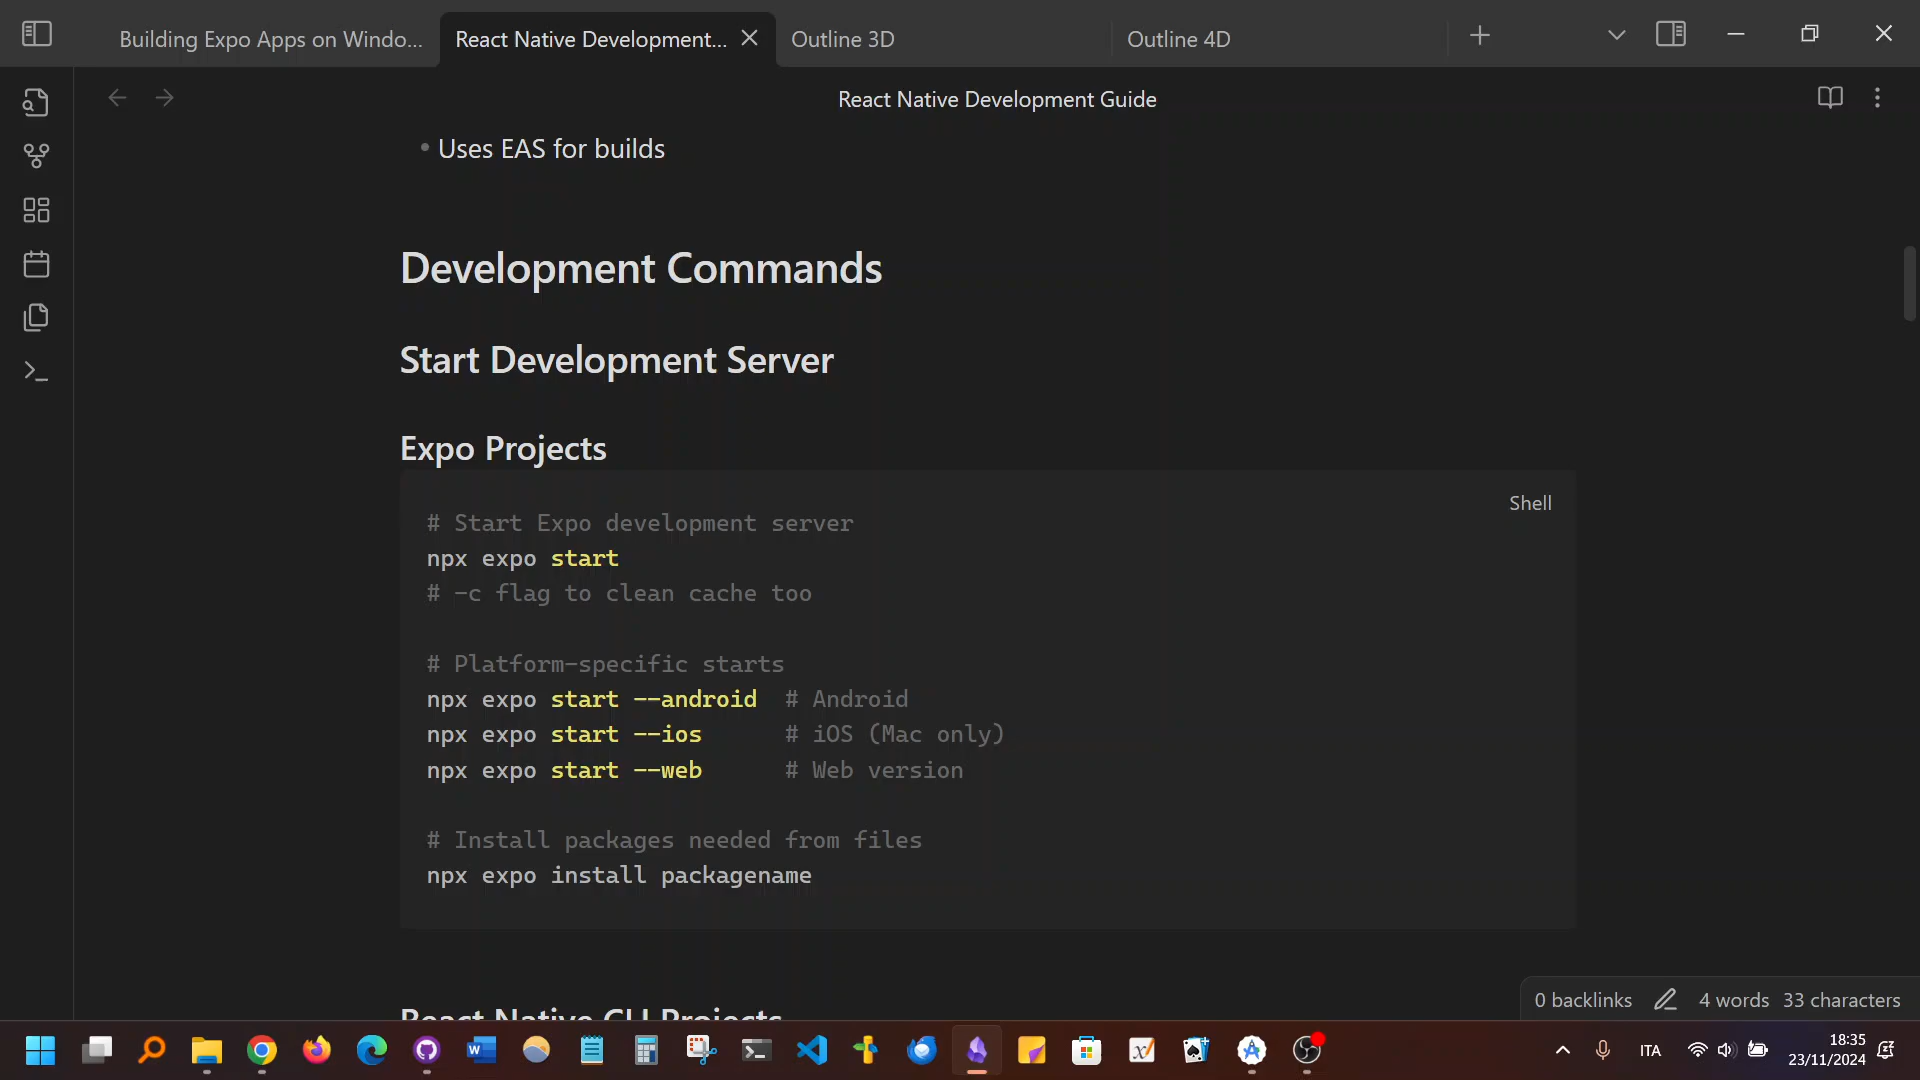 Building Expo Apps on Windo...
React Native Development...
Outline 3D
Outline 4D
React Native Development Guide
Uses EAS for builds
Development Commands
Start Development Server
Expo Projects
Shell
# Start Expo development server
npx expo start
# -c flag to clean cache too
# Platform-specific starts
npx expo start --android # Android
npx expo start --ios # iOS (Mac only)
npx expo start --web # Web version
# Install packages needed from files
npx expo install packagename
React Native CLI Projects
0 backlinks
4 words
33 characters
ITA
18:35
23/11/2024